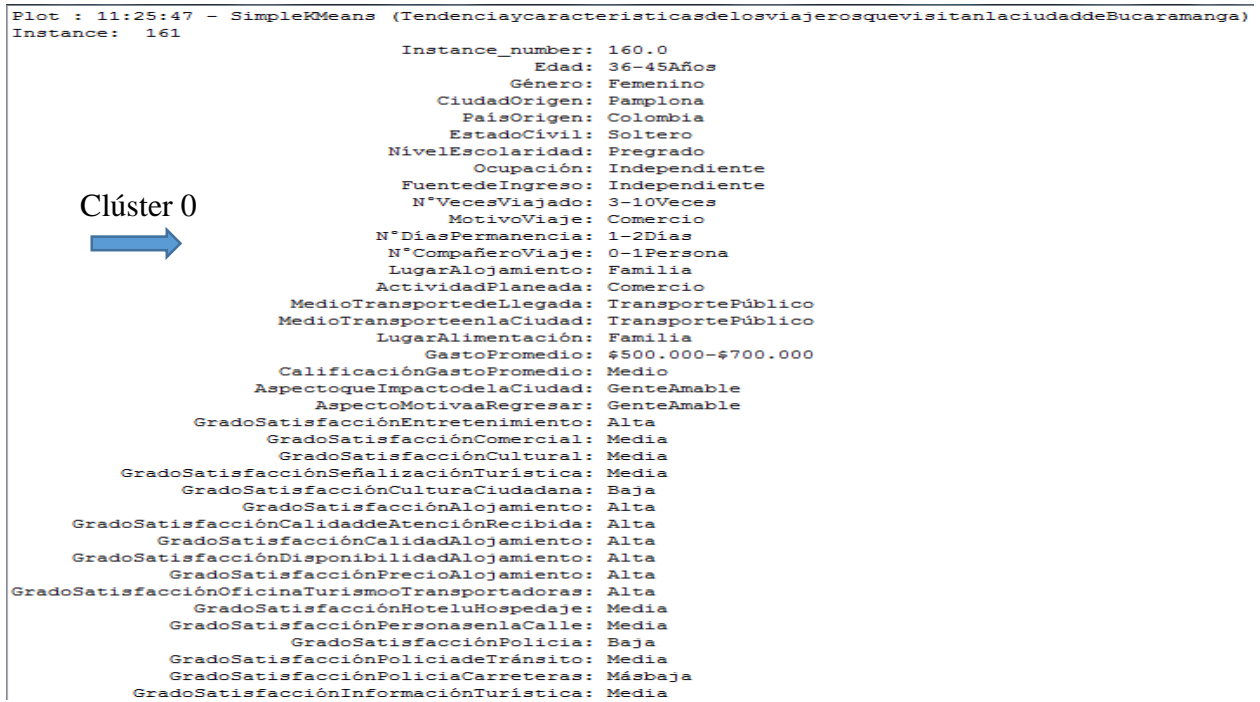 Plot : 11:25:47 - SimpleKMeans (TendenciaycaracteristicasdelosviajerosquevisitanlaciudaddeBucaramanga)
Instance: 161
Instance_number: 160.0
Edad: 36-45Años
Género: Femenino
CiudadOrigen: Pamplona
PaísOrigen: Colombia
EstadoCívil: Soltero
NívelEscolaridad: Pregrado
Ocupación: Independiente
FuentedeIngreso: Independiente
Clúster 0
N°VecesViajado: 3-10Veces
MotivoViaje: Comercio
N°DíasPermanencia: 1-2Días
N°CompañeroViaje: 0-1Persona
LugarAlojamiento: Familia
ActividadPlaneada: Comercio
MedioTransportedeLlegada: TransportePúblico
MedioTransporteenlaCiudad: TransportePúblico
LugarAlimentación: Familia
GastoPromedio: $500.000-$700.000
CalificaciónGastoPromedio: Medio
AspectoqueImpactodelaCiudad: GenteAmable
AspectoMotivaaRegresar: GenteAmable
GradoSatisfacciónEntretenimiento: Alta
GradoSatisfacciónComercial: Media
GradoSatisfacciónCultural: Media
GradoSatisfacciónSeñalizaciónTurística: Media
GradoSatisfacciónCulturaCiudadana: Baja
GradoSatisfacciónAlojamiento: Alta
GradoSatisfacciónCalidaddeAtenciónRecibida: Alta
GradoSatisfacciónCalidadAlojamiento: Alta
GradoSatisfacciónDisponibilidadAlojamiento: Alta
GradoSatisfacciónPrecioAlojamiento: Alta
GradoSatisfacciónOficinaTurismooTransportadoras: Alta
GradoSatisfacciónHoteluHospedaje: Media
GradoSatisfacciónPersonasenlaCalle: Media
GradoSatisfacciónPolicia: Baja
GradoSatisfacciónPoliciadeTránsito: Media
GradoSatisfacciónPoliciaCarreteras: Másbaja
GradoSatisfacciónInformaciónTurística: Media